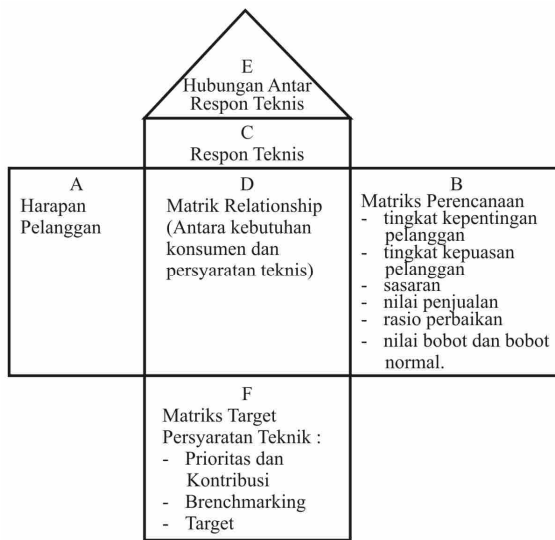 E
Hubungan Antar
Respon Teknis
C
Respon Teknis
A
Harapan
Pelanggan
D
Matrik Relationship
(Antara kebutuhan
konsumen dan
persyaratan teknis)
B
Matriks Perencanaan
- tingkat kepentingan
pelanggan
- tingkat kepuasan
pelanggan
- sasaran
- nilai penjualan
- rasio perbaikan
- nilai bobot dan bobot
normal.
F
Matriks Target
Persyaratan Teknik :
- Prioritas dan
Kontribusi
- Brenchmarking
- Target